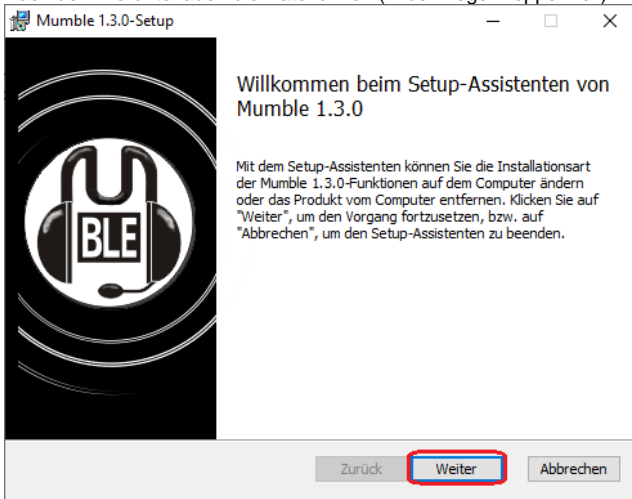 Mumble 1.3.0-Setup
BLE
Willkommen beim Setup-Assistenten von
Mumble 1.3.0
Mit dem Setup-Assistenten können Sie die Installationsart
der Mumble 1.3.0-Funktionen auf dem Computer ändern
oder das Produkt vom Computer entfernen. Klicken Sie auf
"Weiter", um den Vorgang fortzusetzen, bzw. auf
"Abbrechen", um den Setup-Assistenten zu beenden.
Zurück Weiter Abbrechen